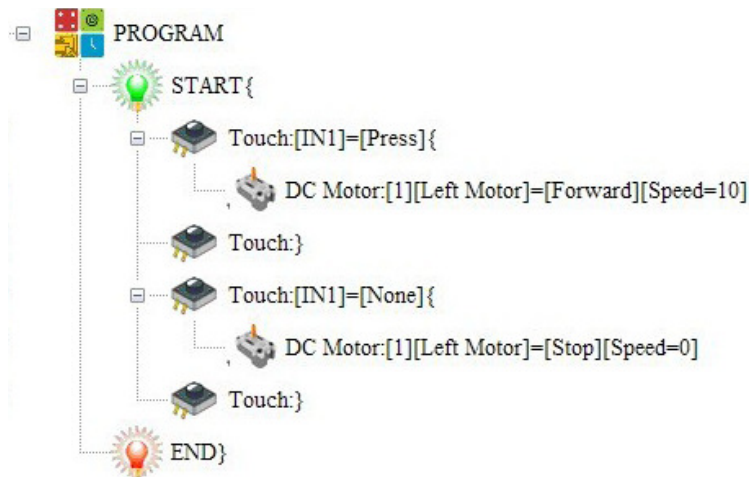 PROGRAM
START{
Touch:[IN1]=[Press]{
DC Motor:[1][Left Motor]=[Forward][Speed=10]
Touch:}
Touch:[IN1]=[None]{
DC Motor:[1][Left Motor]=[Stop][Speed=0]
Touch:}
END}